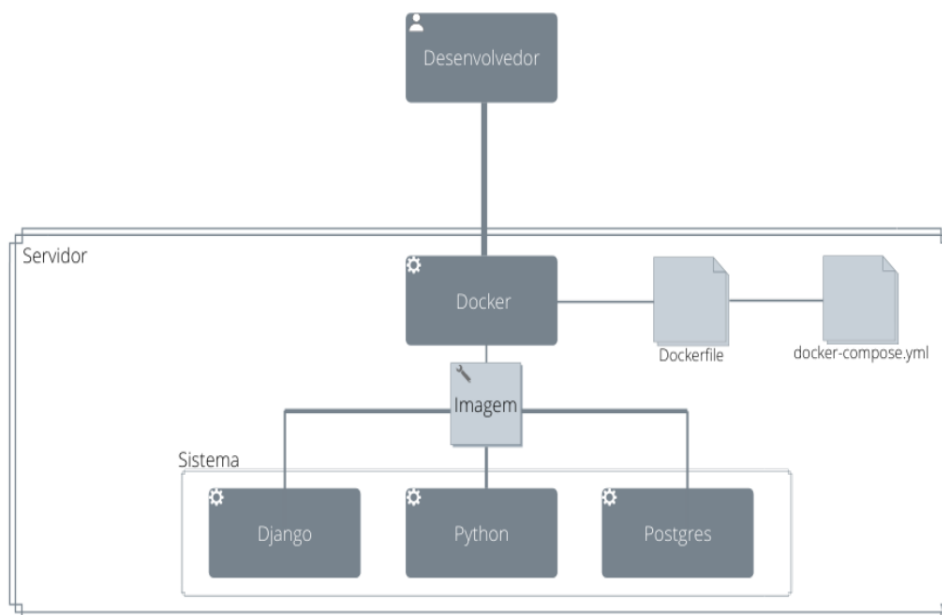 Desenvolvedor
Servidor
Docker
Dockerfile
docker-compose.yml
Imagem
Sistema
Django
Python
Postgres